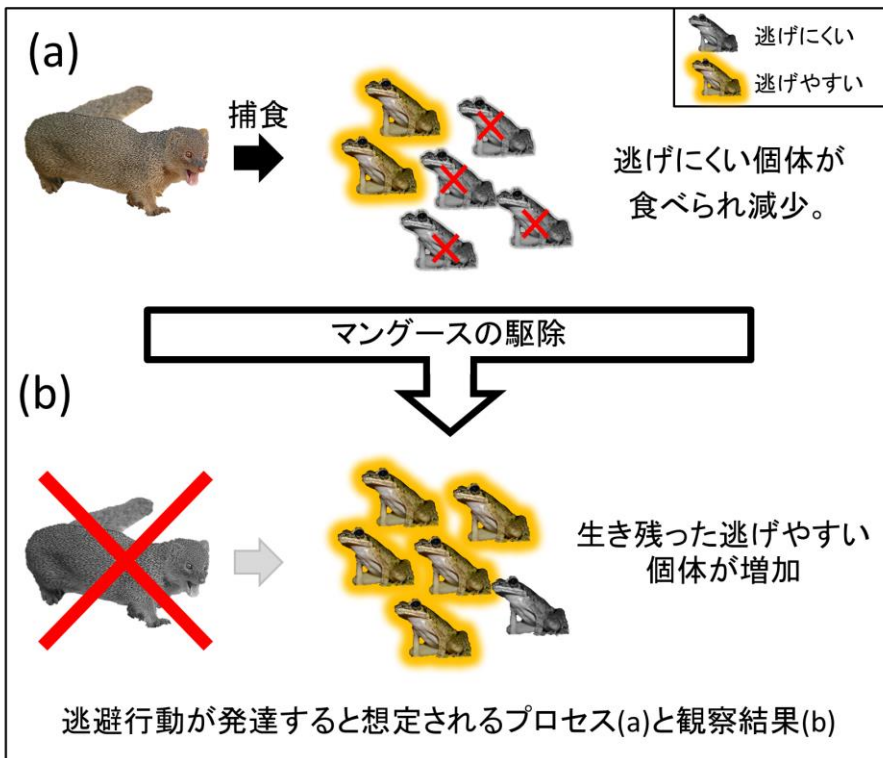 (a)
逃げにくい
逃げやすい
捕食
逃げにくい個体が
食べられ減少。
マングースの駆除
(b)
生き残った逃げやすい
個体が増加
逃避行動が発達すると想定されるプロセス(a)と観察結果(b)